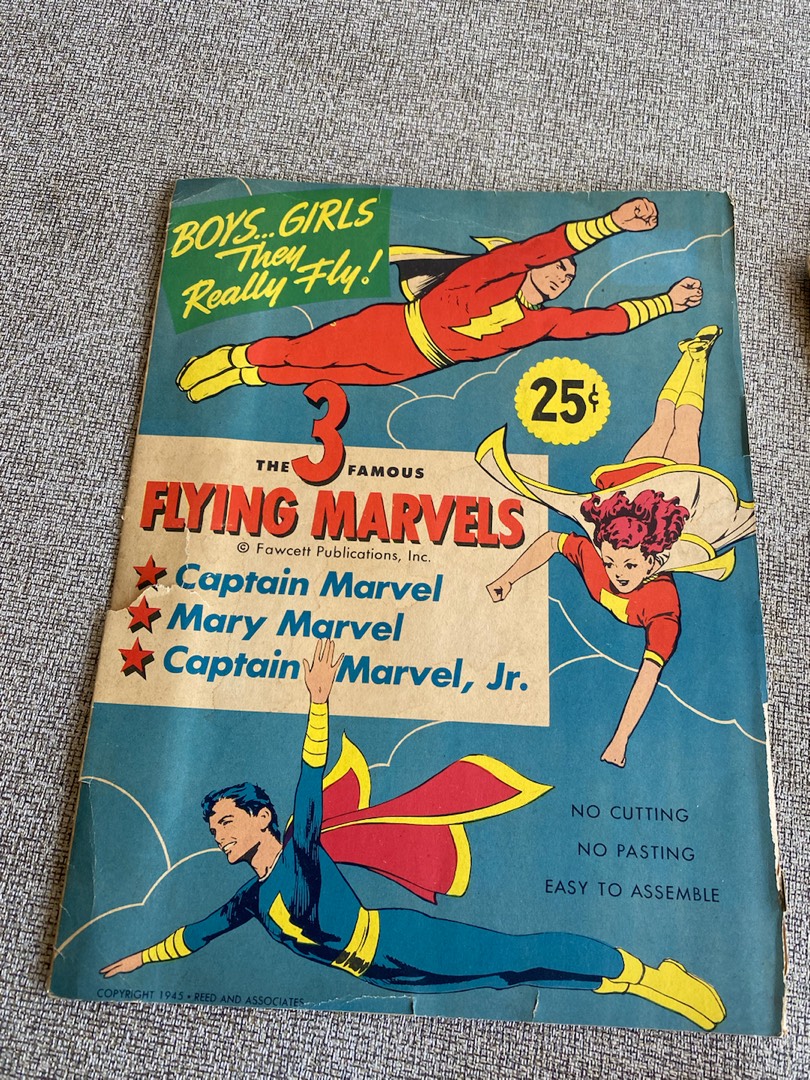 BOYS... GIRLS
They
Really Fly!
25¢
THE 3 FAMOUS
FLYING MARVELS
© Fawcett Publications, Inc.
★ Captain Marvel
★ Mary Marvel
★ Captain Marvel, Jr.
NO CUTTING
NO PASTING
EASY TO ASSEMBLE
COPYRIGHT 1945 • REED AND ASSOCIATES